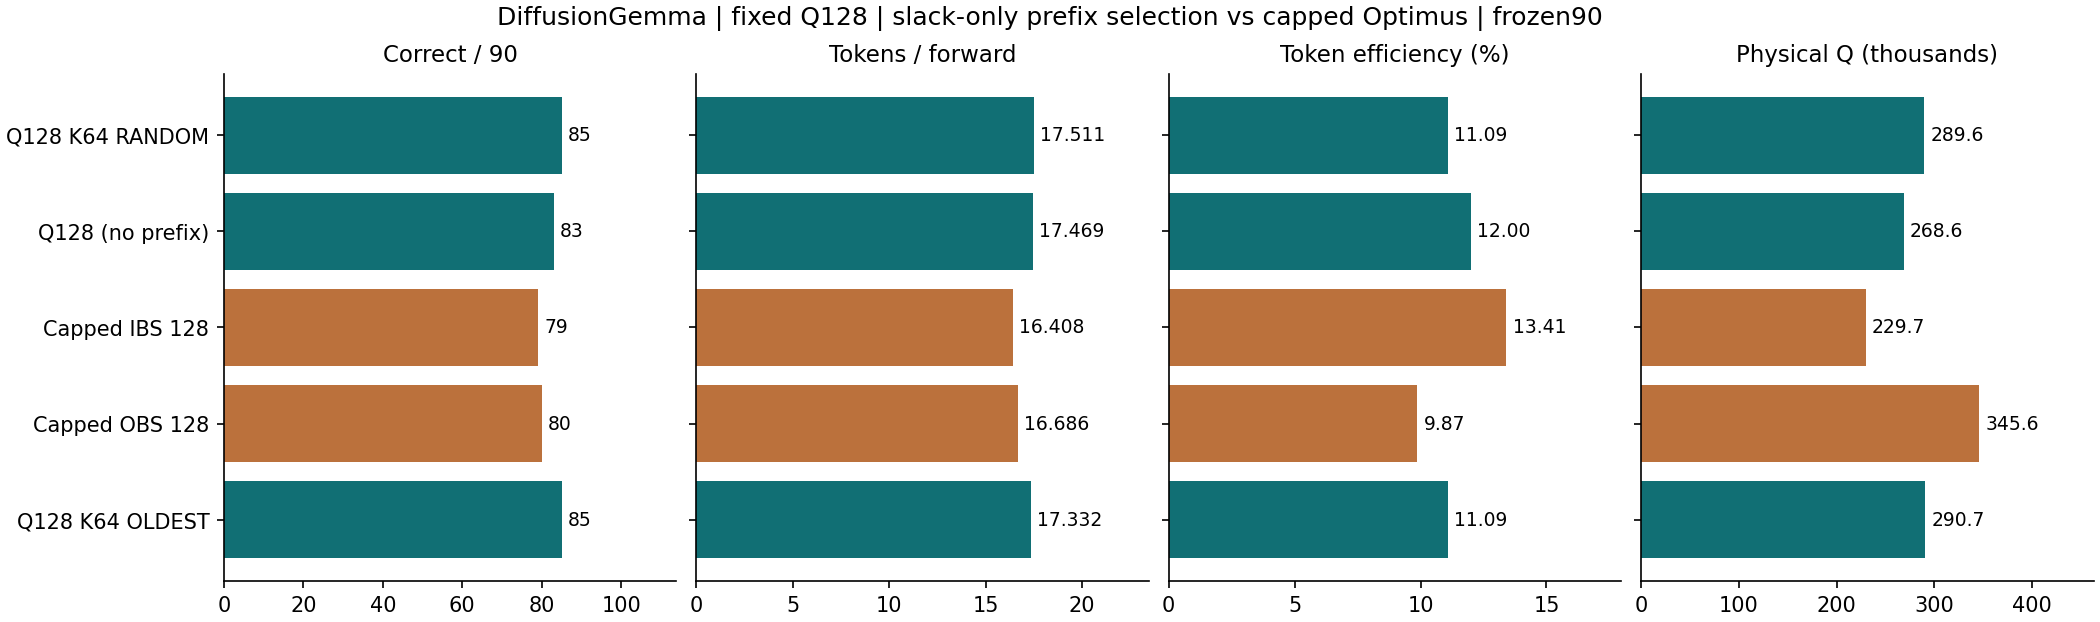 DiffusionGemma | fixed Q128 | slack-only prefix selection vs capped Optimus | frozen90
Correct / 90
Tokens / forward
Token efficiency (%)
Physical Q (thousands)
Q128 K64 RANDOM
85
17.511
11.09
289.6
Q128 (no prefix)
83
17.469
12.00
268.6
Capped IBS 128
79
16.408
13.41
229.7
Capped OBS 128
80
16.686
9.87
345.6
Q128 K64 OLDEST
85
17.332
11.09
290.7
0 20 40 60 80 100
0 5 10 15 20
0 5 10 15
0 100 200 300 400